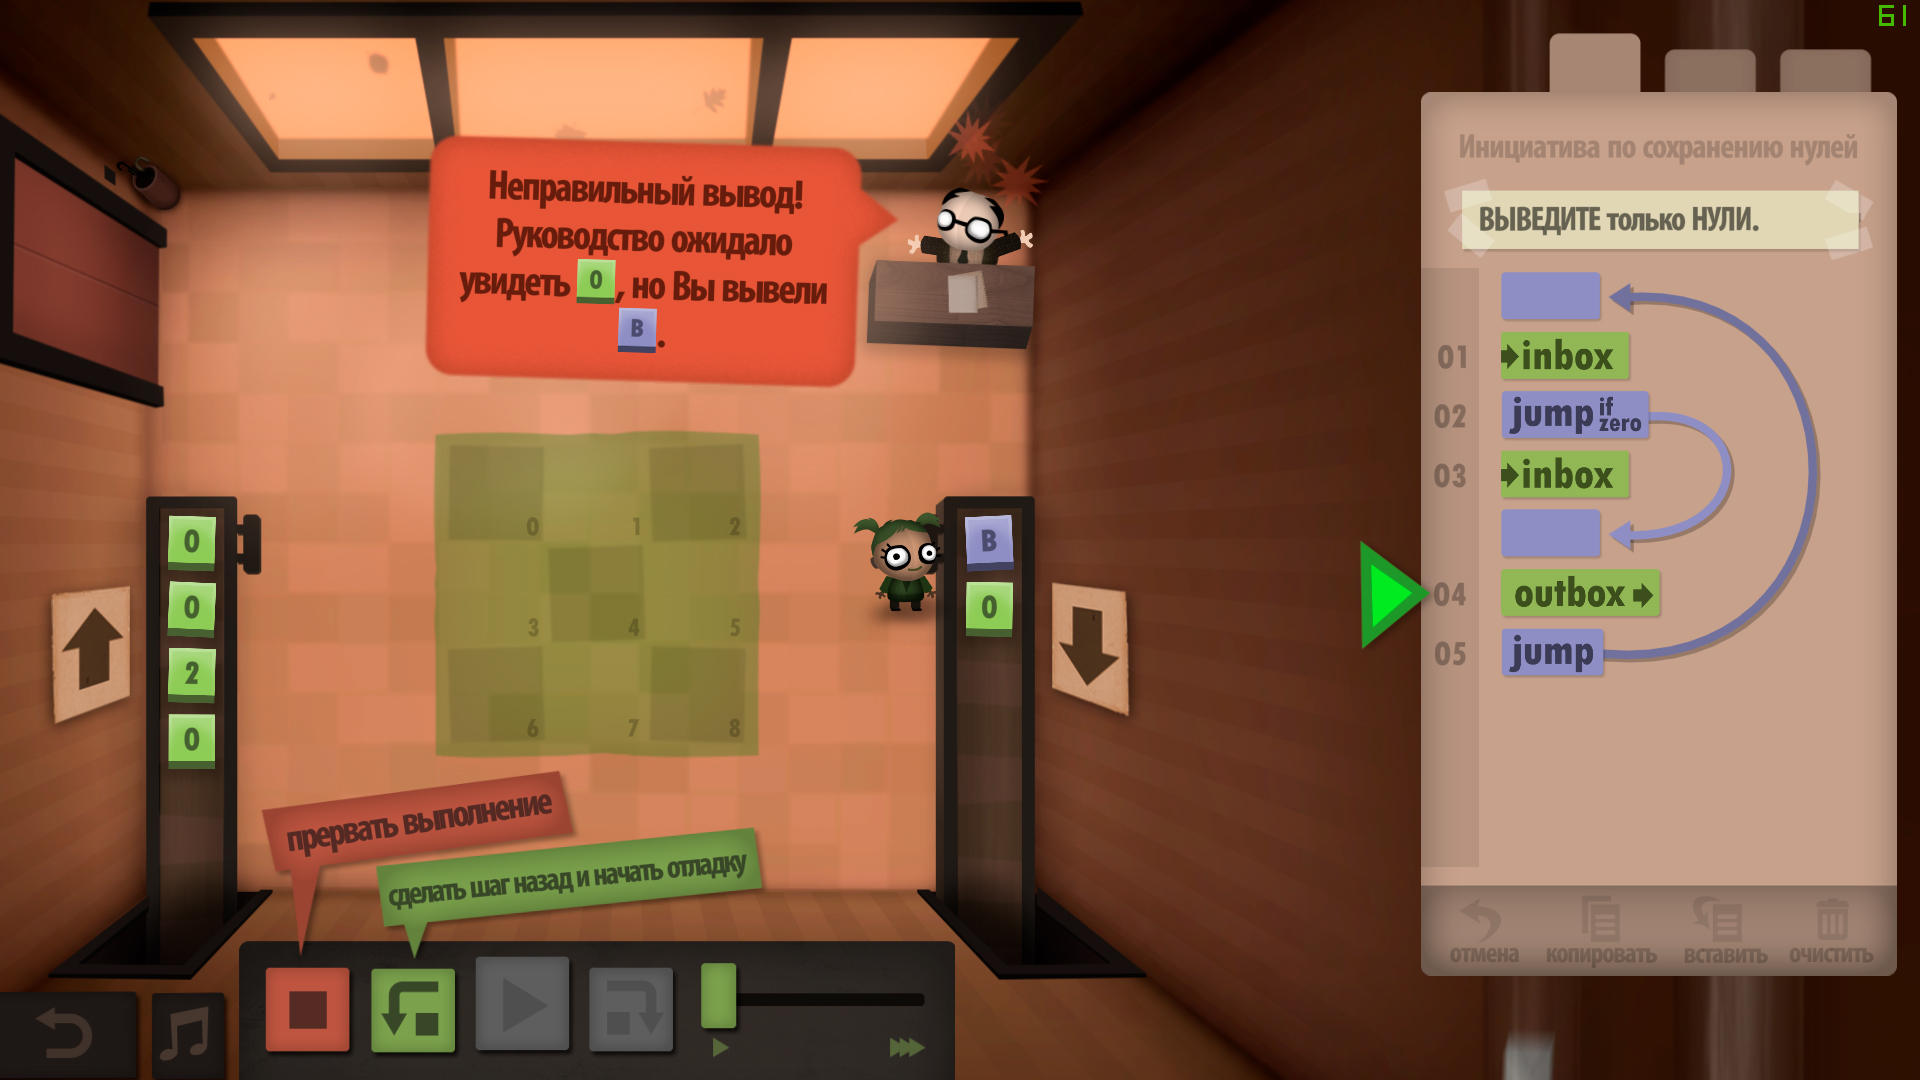 61
Неправильный вывод!
Руководство ожидало
увидеть 0, но Вы вывели
B.
Инициатива по сохранению нулей
ВЫВЕДИТЕ только НУЛИ.
01 inbox
02 jump if zero
03 inbox
04 outbox
05 jump
0
0
2
0
0 1 2
3 4 5
6 7 8
B
0
прервать выполнение
сделать шаг назад и начать отладку
отмена копировать вставить очистить